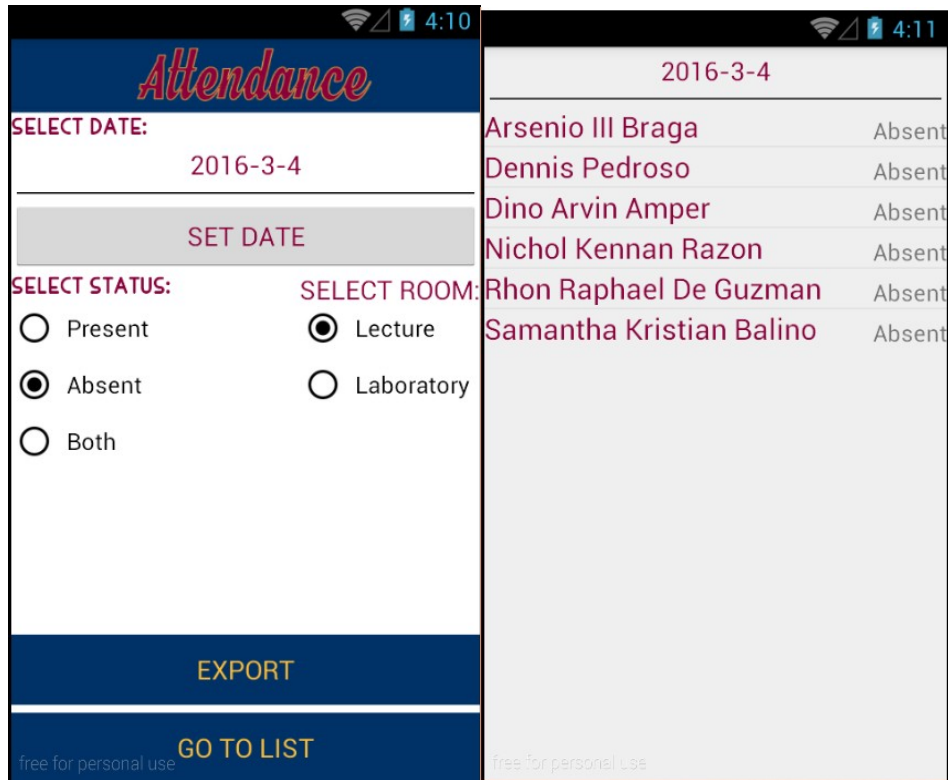 4:10
Attendance
SELECT DATE:
2016-3-4
SET DATE
SELECT STATUS:
SELECT ROOM:
Present
Lecture
Absent
Laboratory
Both
EXPORT
GO TO LIST
free for personal use
4:11
2016-3-4
Arsenio III Braga Absent
Dennis Pedroso Absent
Dino Arvin Amper Absent
Nichol Kennan Razon Absent
Rhon Raphael De Guzman Absent
Samantha Kristian Balino Absent
free for personal use